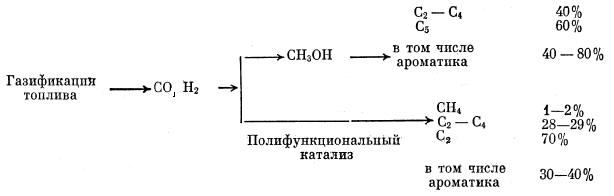 C2 — C4 40%
C5 60%
в том числе
ароматика 40 — 80%
CH3OH
Газификация
топлива
CO, H2
CH4 1—2%
C2 — C4 28—29%
C2 70%
Полифункциональный
катализ
в том числе
ароматика 30—40%